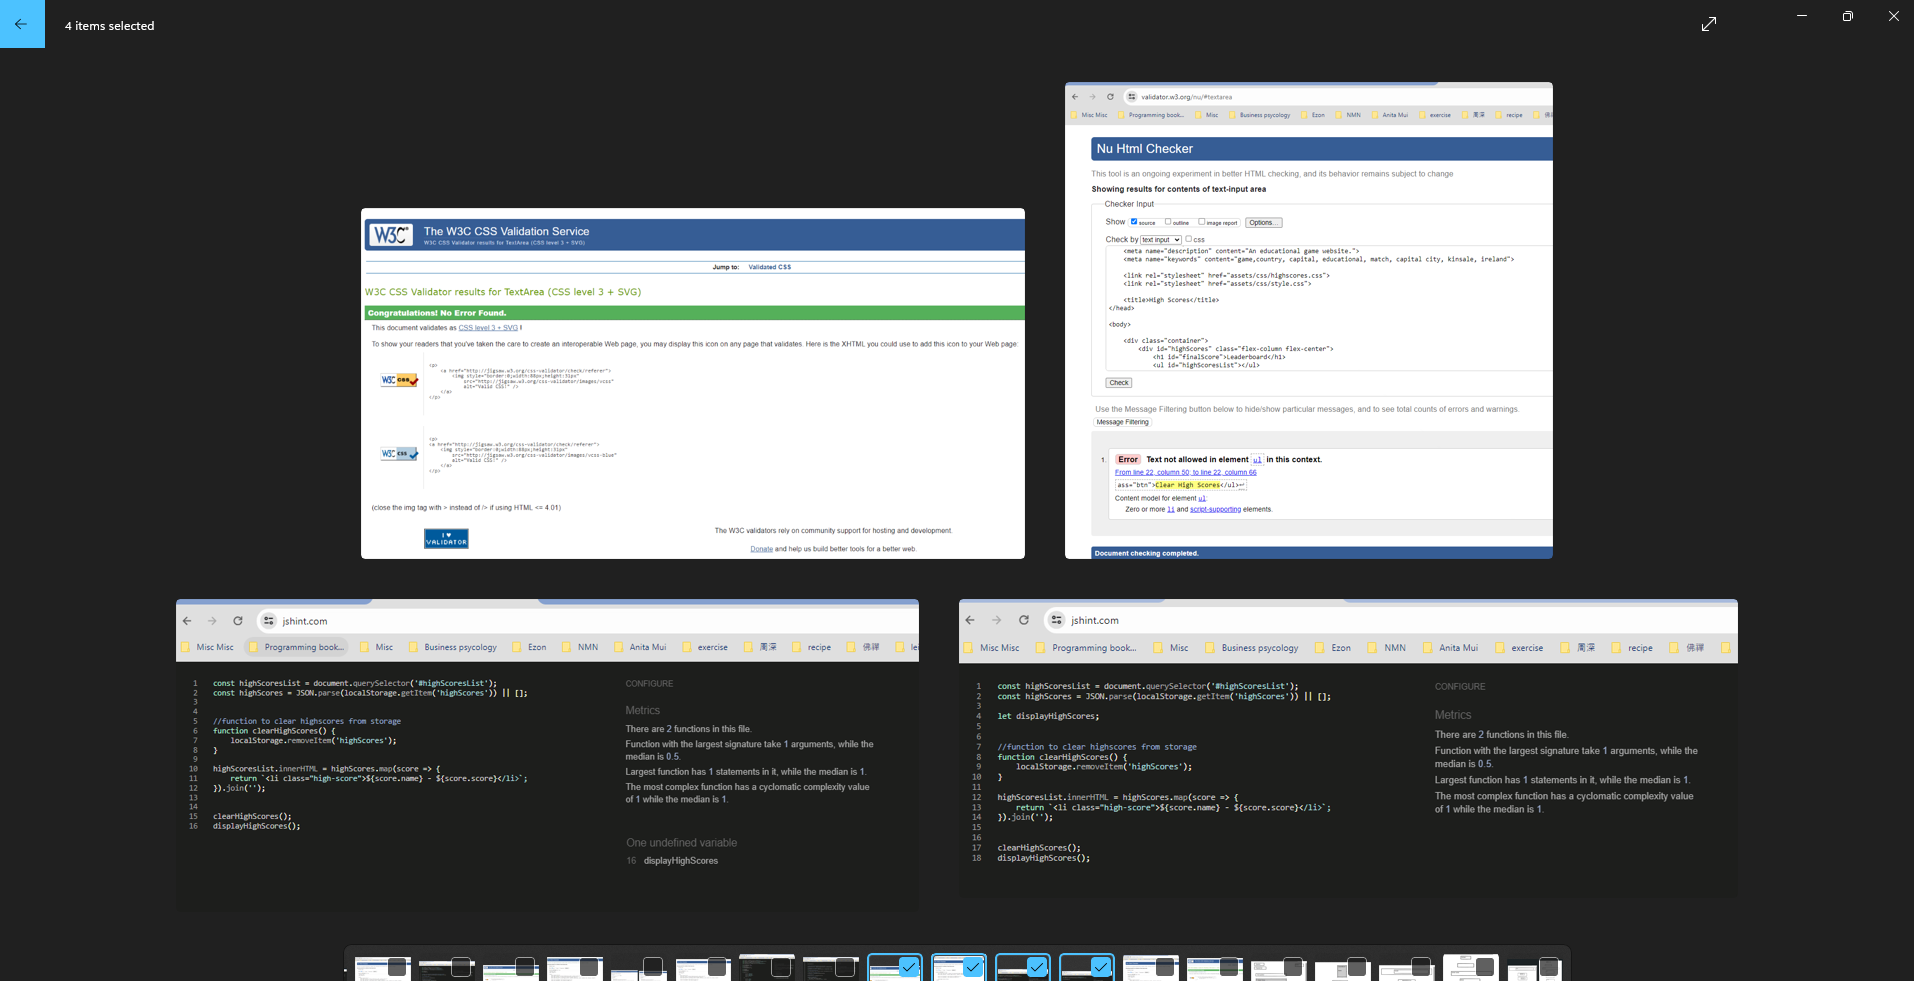 4 items selected
W3C
The W3C CSS Validation Service
W3C CSS Validator results for TextArea (CSS level 3 + SVG)
Jump to: Validated CSS
W3C CSS Validator results for TextArea (CSS level 3 + SVG)
Congratulations! No Error Found.
This document validates as CSS level 3 + SVG !
To show your readers that you've taken the care to create an interoperable Web page, you may display this icon on any page that validates. Here is the XHTML you could use to add this icon to your Web page:
W3C css
<p>
<a href="http://jigsaw.w3.org/css-validator/check/referer">
<img style="border:0;width:88px;height:31px"
src="http://jigsaw.w3.org/css-validator/images/vcss"
alt="Valid CSS!" />
</a>
</p>
W3C css
<p>
<a href="http://jigsaw.w3.org/css-validator/check/referer">
<img style="border:0;width:88px;height:31px"
src="http://jigsaw.w3.org/css-validator/images/vcss-blue"
alt="Valid CSS!" />
</a>
</p>
(close the img tag with > instead of /> if using HTML <= 4.01)
I ♥
VALIDATOR
The W3C validators rely on community support for hosting and development.
Donate and help us build better tools for a better web.
validator.w3.org/nu/#textarea
Misc Misc Programming book... Misc Business psycology Ezon NMN Anita Mui exercise 周深 recipe
Nu Html Checker
This tool is an ongoing experiment in better HTML checking, and its behavior remains subject to change
Showing results for contents of text-input area
Checker Input
Show source outline image report Options...
Check by text input css
<meta name="description" content="An educational game website.">
<meta name="keywords" content="game,country, capital, educational, match, capital city, kinsale, ireland">
<link rel="stylesheet" href="assets/css/highscores.css">
<link rel="stylesheet" href="assets/css/style.css">
<title>High Scores</title>
</head>
<body>
<div class="container">
<div id="highScores" class="flex-column flex-center">
<h1 id="finalScore">Leaderboard</h1>
<ul id="highScoresList"></ul>
Check
Use the Message Filtering button below to hide/show particular messages, and to see total counts of errors and warnings.
Message Filtering
1. Error Text not allowed in element ul in this context.
From line 22, column 50; to line 22, column 66
ass="btn">Clear High Scores</ul>↩
Content model for element ul:
Zero or more li and script-supporting elements.
Document checking completed.
jshint.com
Misc Misc Programming book... Misc Business psycology Ezon NMN Anita Mui exercise 周深 recipe 佛禪
1 const highScoresList = document.querySelector('#highScoresList');
2 const highScores = JSON.parse(localStorage.getItem('highScores')) || [];
3
4
5 //function to clear highscores from storage
6 function clearHighScores() {
7 localStorage.removeItem('highScores');
8 }
9
10 highScoresList.innerHTML = highScores.map(score => {
11 return `<li class="high-score">${score.name} - ${score.score}</li>`;
12 }).join('');
13
14
15 clearHighScores();
16 displayHighScores();
CONFIGURE
Metrics
There are 2 functions in this file.
Function with the largest signature take 1 arguments, while the
median is 0.5.
Largest function has 1 statements in it, while the median is 1.
The most complex function has a cyclomatic complexity value
of 1 while the median is 1.
One undefined variable
16 displayHighScores
jshint.com
Misc Misc Programming book... Misc Business psycology Ezon NMN Anita Mui exercise 周深 recipe 佛禪
1 const highScoresList = document.querySelector('#highScoresList');
2 const highScores = JSON.parse(localStorage.getItem('highScores')) || [];
3
4 let displayHighScores;
5
6
7 //function to clear highscores from storage
8 function clearHighScores() {
9 localStorage.removeItem('highScores');
10 }
11
12 highScoresList.innerHTML = highScores.map(score => {
13 return `<li class="high-score">${score.name} - ${score.score}</li>`;
14 }).join('');
15
16
17 clearHighScores();
18 displayHighScores();
CONFIGURE
Metrics
There are 2 functions in this file.
Function with the largest signature take 1 arguments, while the
median is 0.5.
Largest function has 1 statements in it, while the median is 1.
The most complex function has a cyclomatic complexity value
of 1 while the median is 1.